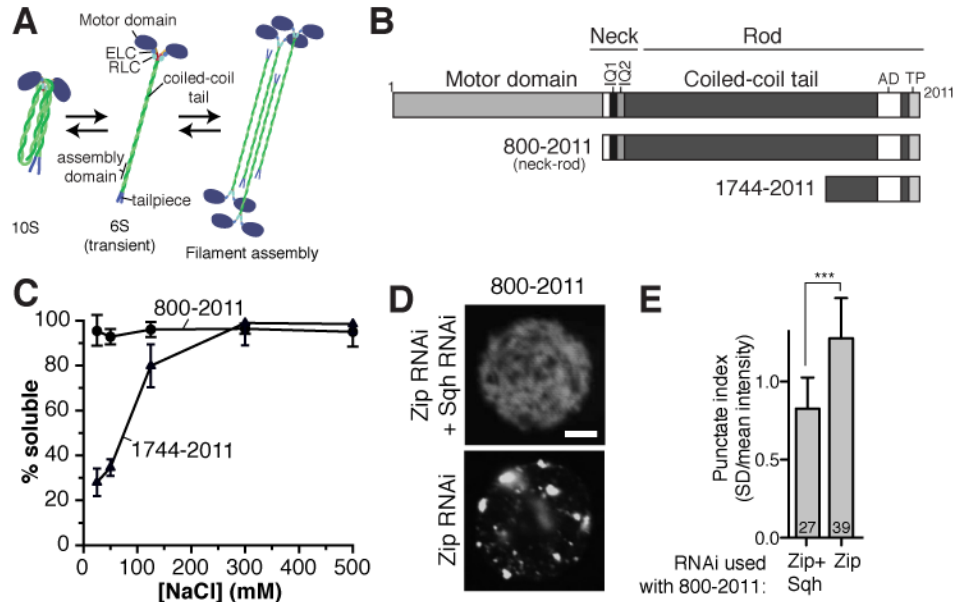 A
Motor domain
ELC
RLC
coiled-coil
tail
assembly
domain
tailpiece
10S
6S
(transient)
Filament assembly
B
Neck
Rod
Motor domain
IQ1
IQ2
Coiled-coil tail
AD
TP
1
2011
800-2011
(neck-rod)
1744-2011
C
100
80
60
40
20
0
% soluble
800-2011
1744-2011
0
100
200
300
400
500
[NaCl] (mM)
D
800-2011
Zip RNAi
+ Sqh RNAi
Zip RNAi
E
***
Punctate index
(SD/mean intensity)
1.0
0.5
0.0
27
39
RNAi used Zip+ Zip
with 800-2011: Sqh